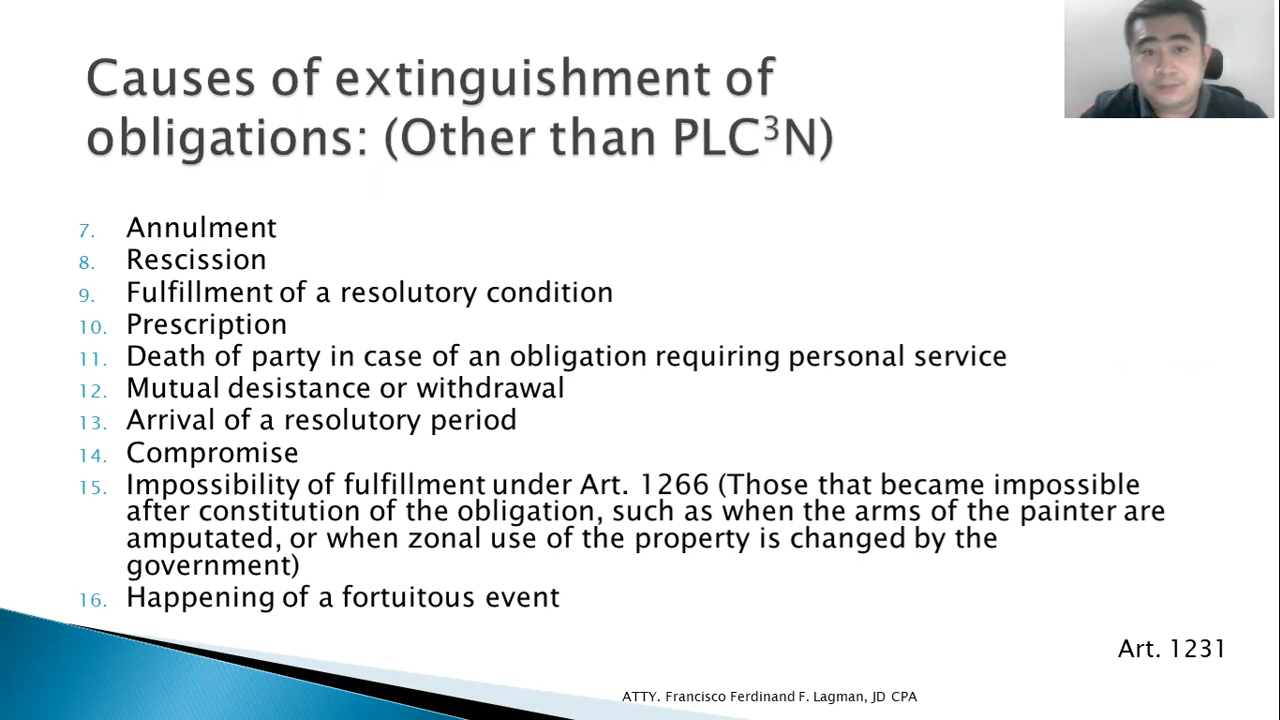 Causes of extinguishment of
obligations: (Other than PLC³N)
7. Annulment
8. Rescission
9. Fulfillment of a resolutory condition
10. Prescription
11. Death of party in case of an obligation requiring personal service
12. Mutual desistance or withdrawal
13. Arrival of a resolutory period
14. Compromise
15. Impossibility of fulfillment under Art. 1266 (Those that became impossible
after constitution of the obligation, such as when the arms of the painter are
amputated, or when zonal use of the property is changed by the
government)
16. Happening of a fortuitous event
Art. 1231
ATTY. Francisco Ferdinand F. Lagman, JD CPA